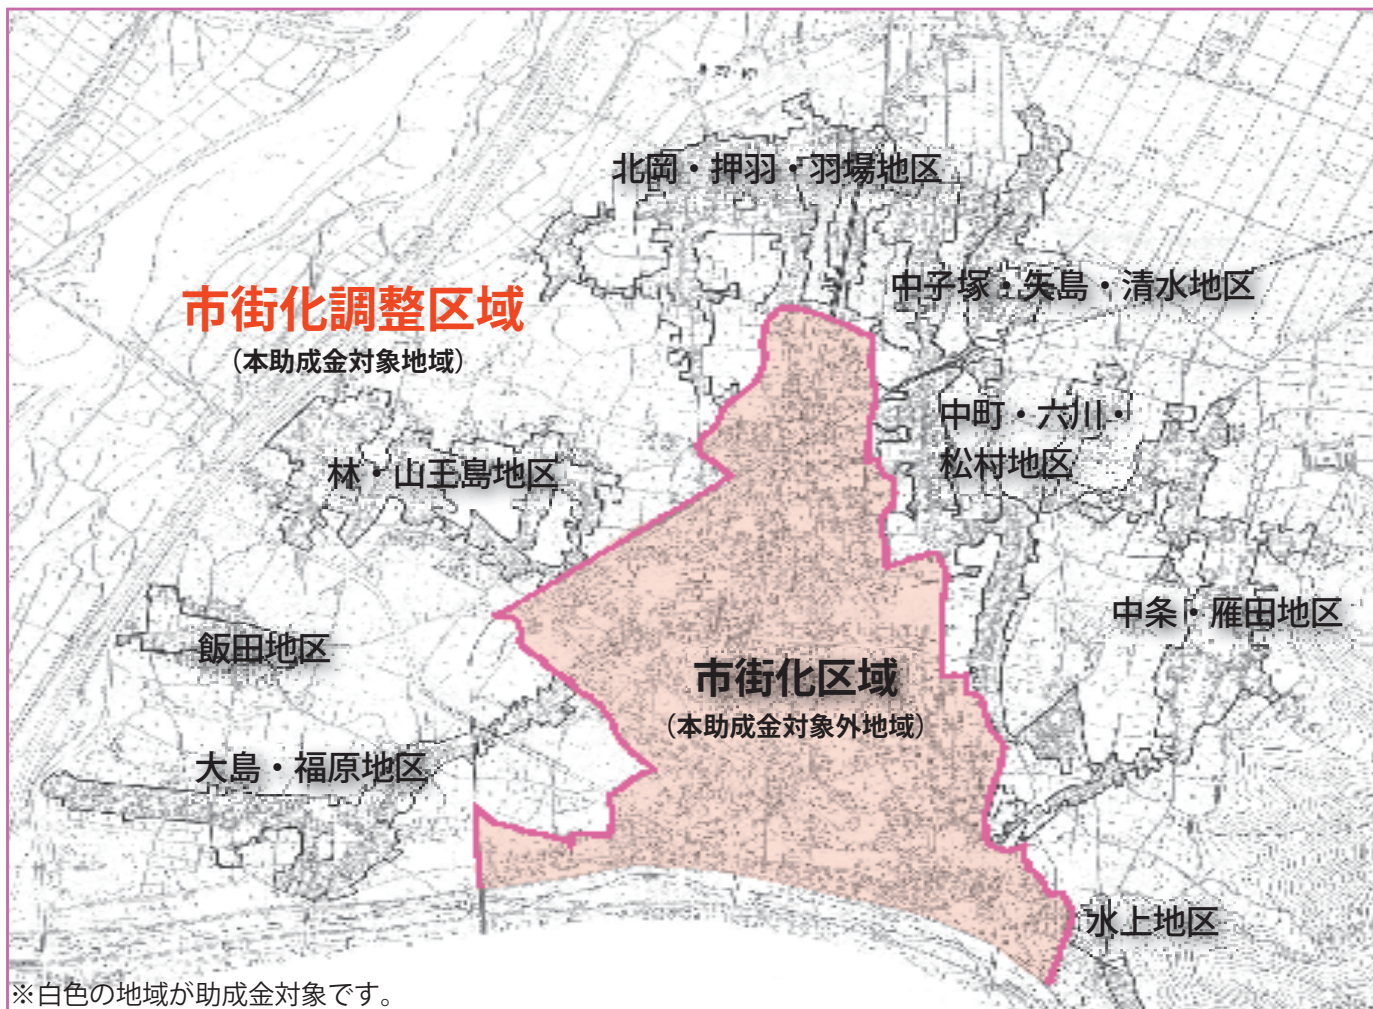 北岡・押羽・羽場地区
中子塚・矢島・清水地区
市街化調整区域
(本助成金対象地域)
中町・六川・
松村地区
林・山王島地区
中条・雁田地区
飯田地区
市街化区域
(本助成金対象外地域)
大島・福原地区
水上地区
※白色の地域が助成金対象です。